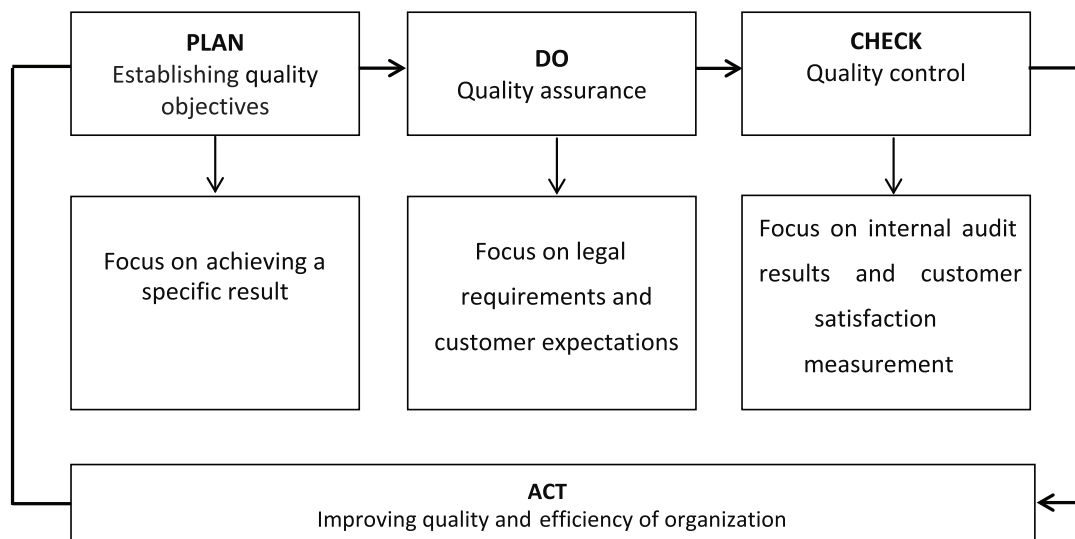 PLAN
Establishing quality
objectives
DO
Quality assurance
CHECK
Quality control
Focus on achieving a
specific result
Focus on legal
requirements and
customer expectations
Focus on internal audit
results and customer
satisfaction
measurement
ACT
Improving quality and efficiency of organization